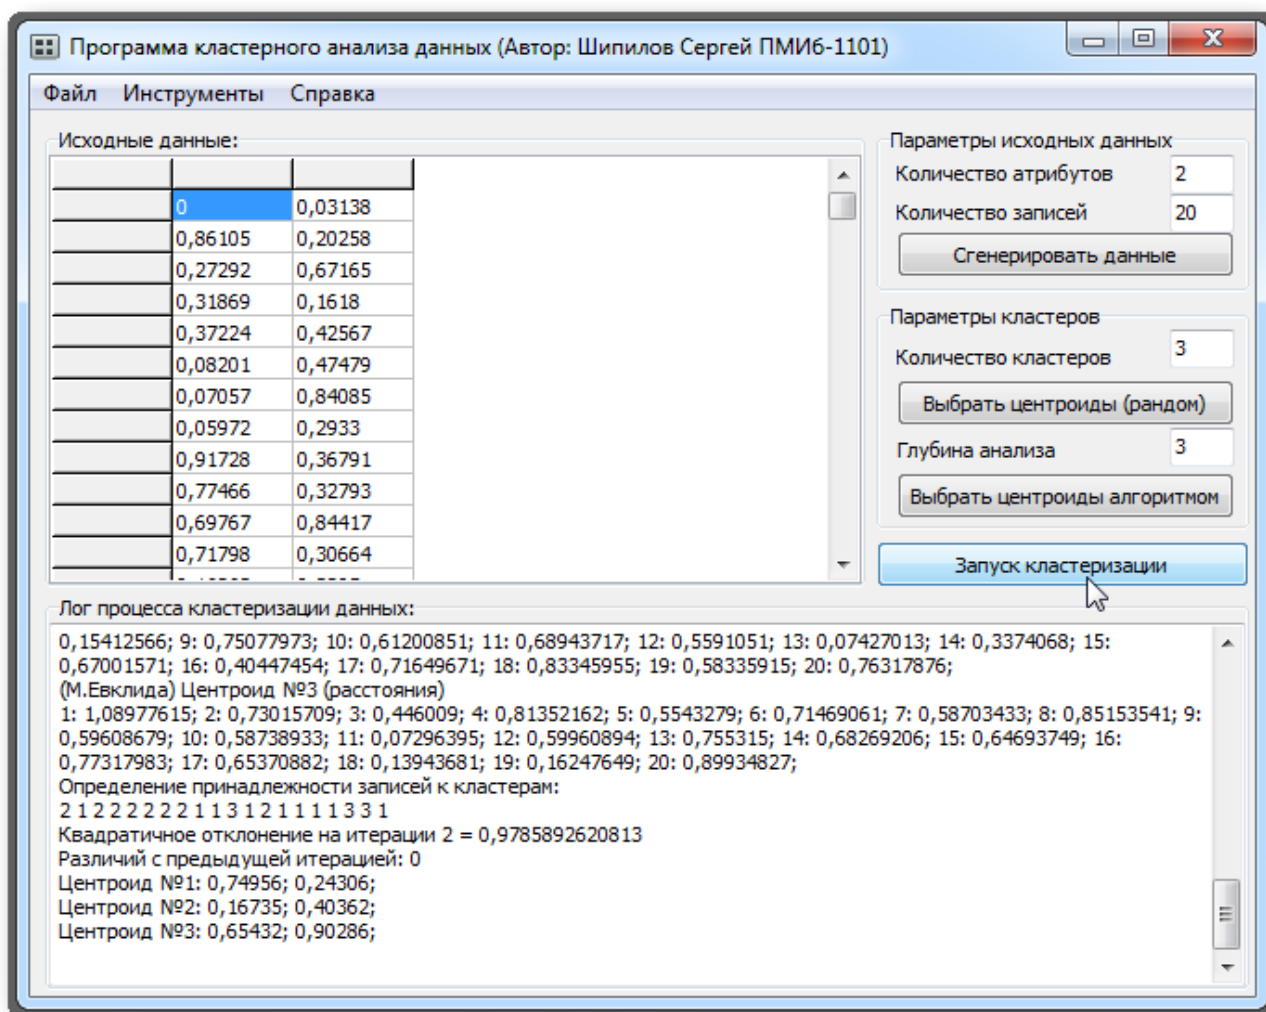 Программа кластерного анализа данных (Автор: Шипилов Сергей ПМИб-1101)
Файл Инструменты Справка
Исходные данные:
0 0,03138
0,86105 0,20258
0,27292 0,67165
0,31869 0,1618
0,37224 0,42567
0,08201 0,47479
0,07057 0,84085
0,05972 0,2933
0,91728 0,36791
0,77466 0,32793
0,69767 0,84417
0,71798 0,30664
Параметры исходных данных
Количество атрибутов 2
Количество записей 20
Сгенерировать данные
Параметры кластеров
Количество кластеров 3
Выбрать центроиды (рандом)
Глубина анализа 3
Выбрать центроиды алгоритмом
Запуск кластеризации
Лог процесса кластеризации данных:
0,15412566; 9: 0,75077973; 10: 0,61200851; 11: 0,68943717; 12: 0,5591051; 13: 0,07427013; 14: 0,3374068; 15:
0,67001571; 16: 0,40447454; 17: 0,71649671; 18: 0,83345955; 19: 0,58335915; 20: 0,76317876;
(М.Евклида) Центроид №3 (расстояния)
1: 1,08977615; 2: 0,73015709; 3: 0,446009; 4: 0,81352162; 5: 0,5543279; 6: 0,71469061; 7: 0,58703433; 8: 0,85153541; 9:
0,59608679; 10: 0,58738933; 11: 0,07296395; 12: 0,59960894; 13: 0,755315; 14: 0,68269206; 15: 0,64693749; 16:
0,77317983; 17: 0,65370882; 18: 0,13943681; 19: 0,16247649; 20: 0,89934827;
Определение принадлежности записей к кластерам:
2 1 2 2 2 2 2 2 1 1 3 1 2 1 1 1 1 3 3 1
Квадратичное отклонение на итерации 2 = 0,9785892620813
Различий с предыдущей итерацией: 0
Центроид №1: 0,74956; 0,24306;
Центроид №2: 0,16735; 0,40362;
Центроид №3: 0,65432; 0,90286;